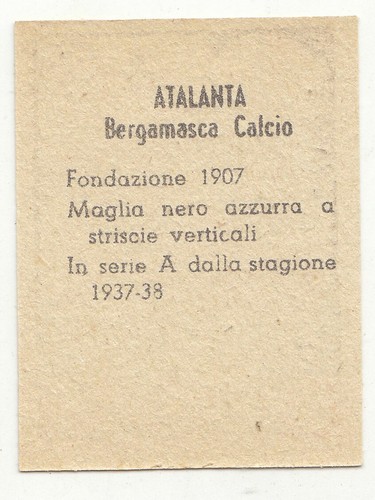 ATALANTA
Bergamasca Calcio
Fondazione 1907
Maglia nero azzurra a
striscie verticali
In serie A dalla stagione
1937-38